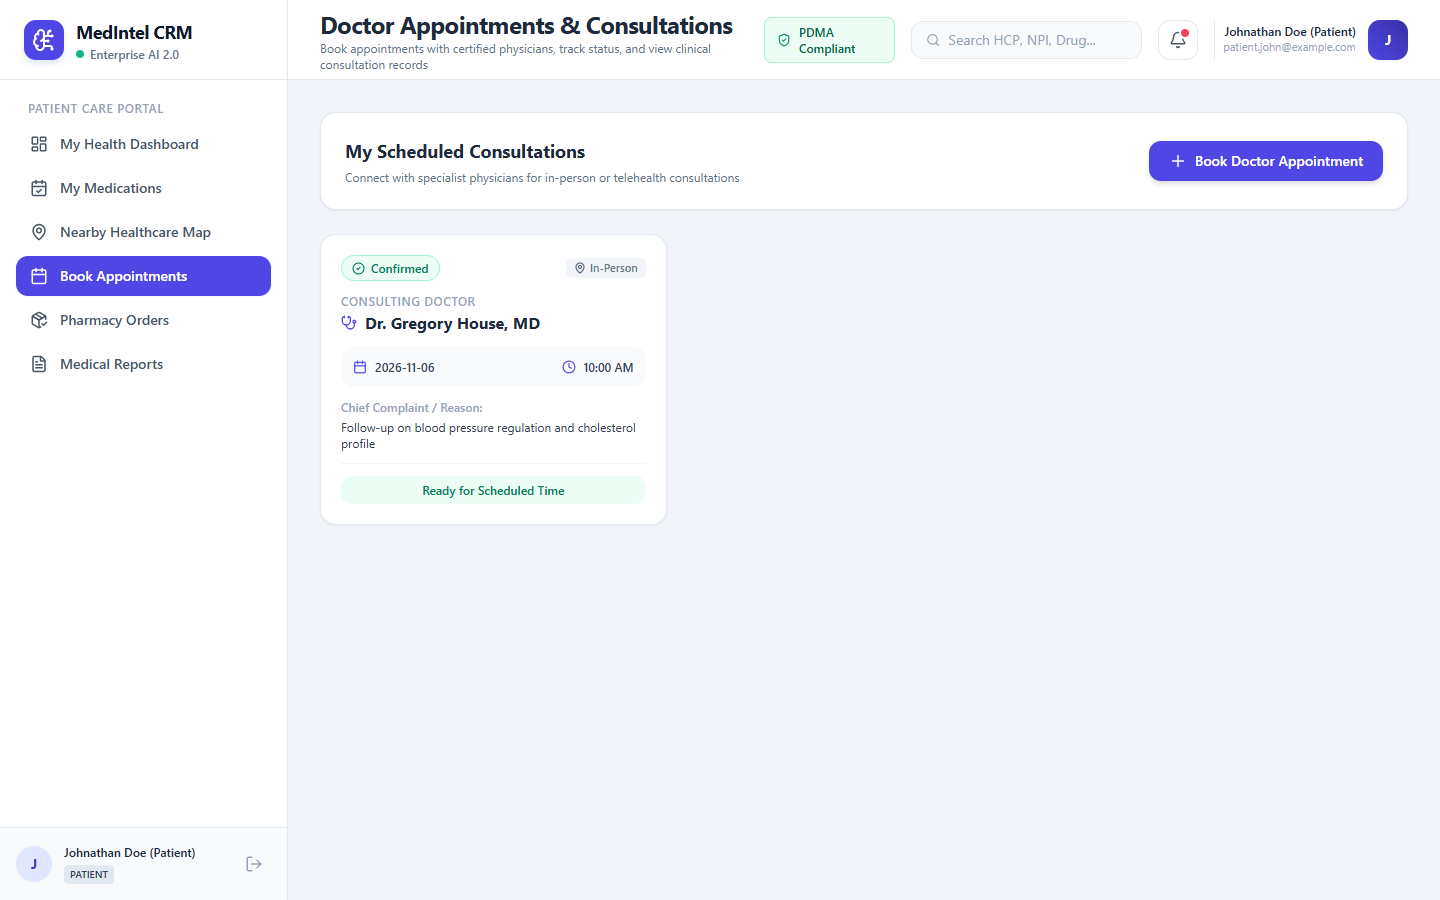 MedIntel CRM
Enterprise AI 2.0
PATIENT CARE PORTAL
My Health Dashboard
My Medications
Nearby Healthcare Map
Book Appointments
Pharmacy Orders
Medical Reports
Johnathan Doe (Patient)
PATIENT
J
Doctor Appointments & Consultations
Book appointments with certified physicians, track status, and view clinical
consultation records
PDMA
Compliant
Search HCP, NPI, Drug...
Johnathan Doe (Patient)
patient.john@example.com
J
My Scheduled Consultations
Connect with specialist physicians for in-person or telehealth consultations
Book Doctor Appointment
Confirmed
In-Person
CONSULTING DOCTOR
Dr. Gregory House, MD
2026-11-06
10:00 AM
Chief Complaint / Reason:
Follow-up on blood pressure regulation and cholesterol
profile
Ready for Scheduled Time